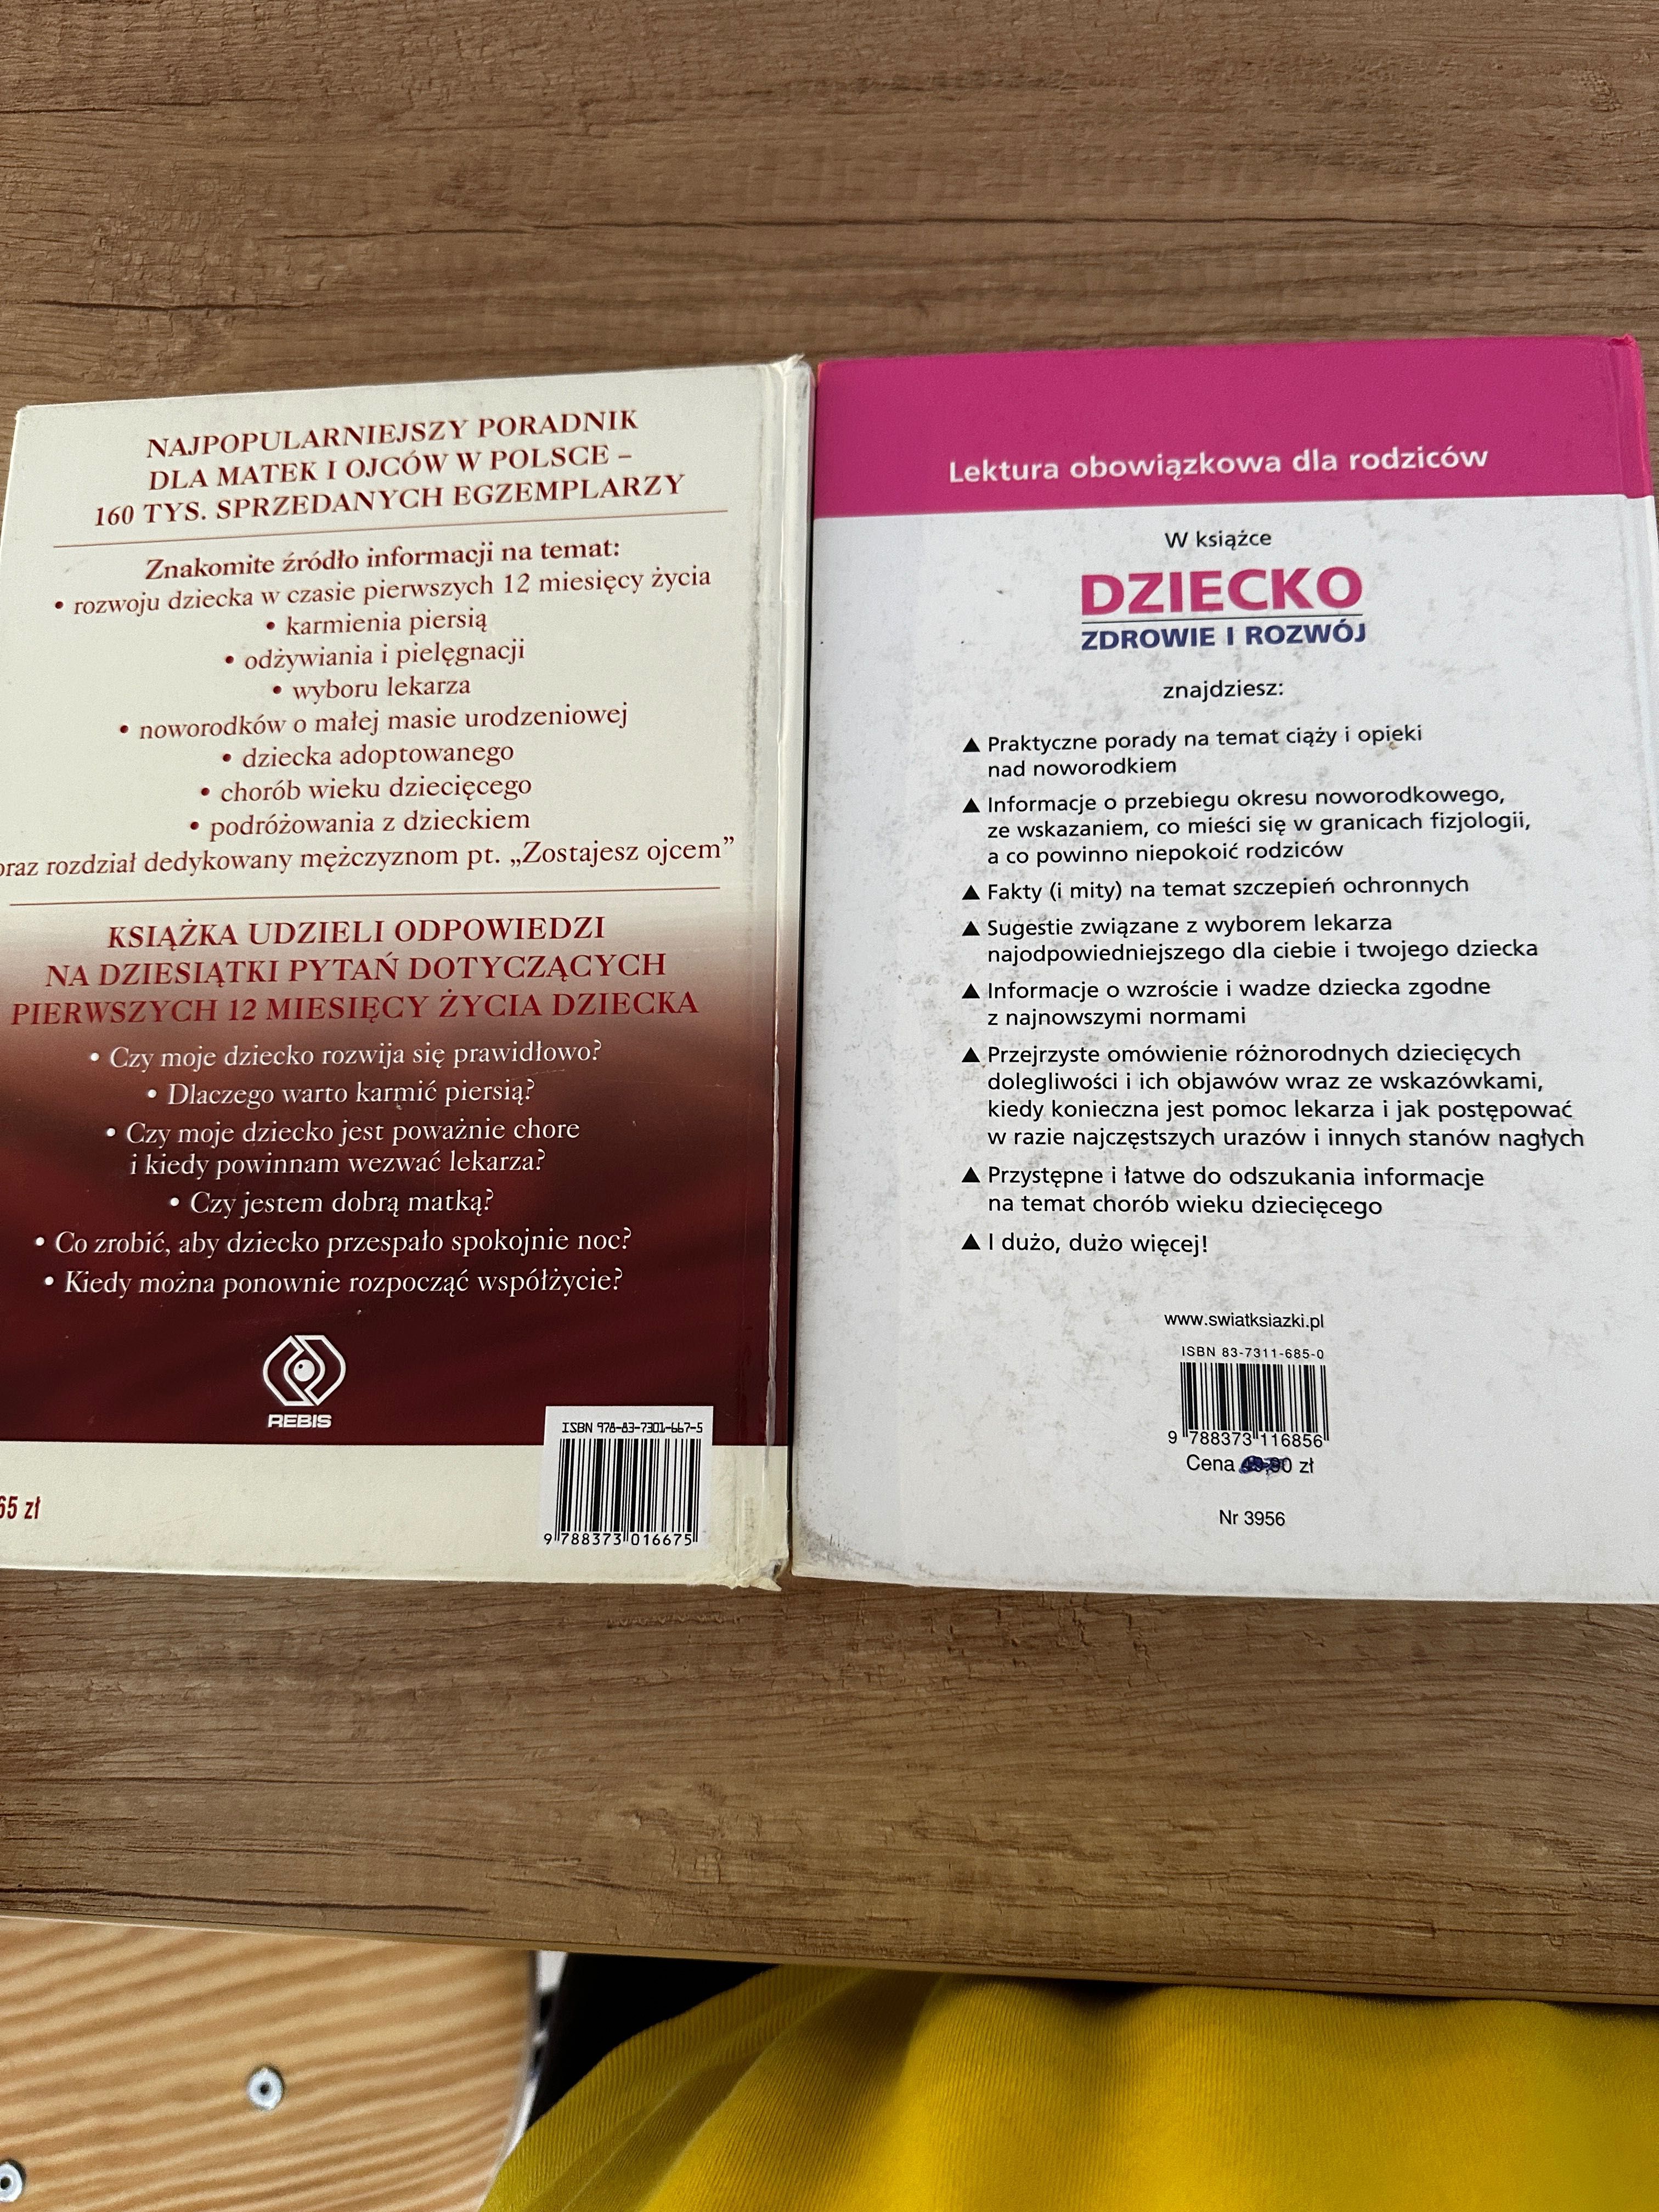 NAJPOPULARNIEJSZY PORADNIK
DLA MATEK I OJCÓW W POLSCE –
160 TYS. SPRZEDANYCH EGZEMPLARZY
Znakomite źródło informacji na temat:
• rozwoju dziecka w czasie pierwszych 12 miesięcy życia
• karmienia piersią
• odżywiania i pielęgnacji
• wyboru lekarza
• noworodków o małej masie urodzeniowej
• dziecka adoptowanego
• chorób wieku dziecięcego
• podróżowania z dzieckiem
oraz rozdział dedykowany mężczyznom pt. „Zostajesz ojcem”
KSIĄŻKA UDZIELI ODPOWIEDZI
NA DZIESIĄTKI PYTAŃ DOTYCZĄCYCH
PIERWSZYCH 12 MIESIĘCY ŻYCIA DZIECKA
• Czy moje dziecko rozwija się prawidłowo?
• Dlaczego warto karmić piersią?
• Czy moje dziecko jest poważnie chore
i kiedy powinnam wezwać lekarza?
• Czy jestem dobrą matką?
• Co zrobić, aby dziecko przespało spokojnie noc?
• Kiedy można ponownie rozpocząć współżycie?
REBIS
ISBN 978-83-7301-667-5
9 788373 016675
65 zł
Lektura obowiązkowa dla rodziców
W książce
DZIECKO
ZDROWIE I ROZWÓJ
znajdziesz:
▲ Praktyczne porady na temat ciąży i opieki
nad noworodkiem
▲ Informacje o przebiegu okresu noworodkowego,
ze wskazaniem, co mieści się w granicach fizjologii,
a co powinno niepokoić rodziców
▲ Fakty (i mity) na temat szczepień ochronnych
▲ Sugestie związane z wyborem lekarza
najodpowiedniejszego dla ciebie i twojego dziecka
▲ Informacje o wzroście i wadze dziecka zgodne
z najnowszymi normami
▲ Przejrzyste omówienie różnorodnych dziecięcych
dolegliwości i ich objawów wraz ze wskazówkami,
kiedy konieczna jest pomoc lekarza i jak postępować
w razie najczęstszych urazów i innych stanów nagłych
▲ Przystępne i łatwe do odszukania informacje
na temat chorób wieku dziecięcego
▲ I dużo, dużo więcej!
www.swiatksiazki.pl
ISBN 83-7311-685-0
9 788373 116856
Cena zł
Nr 3956